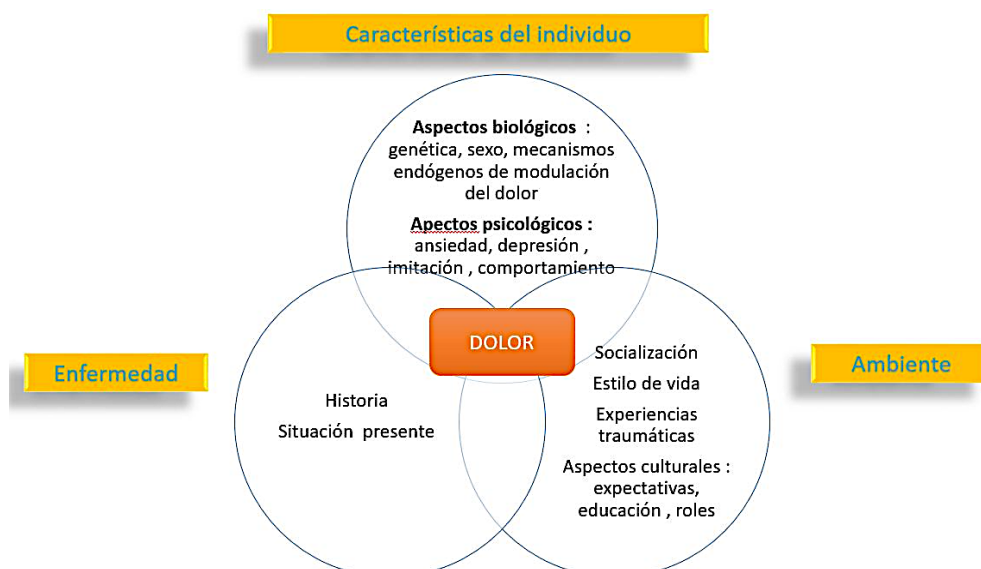 Características del individuo
Aspectos biológicos :
genética, sexo, mecanismos
endógenos de modulación
del dolor
Apectos psicológicos :
ansiedad, depresión ,
imitación , comportamiento
DOLOR
Enfermedad
Historia
Situación presente
Ambiente
Socialización
Estilo de vida
Experiencias
traumáticas
Aspectos culturales :
expectativas,
educación , roles